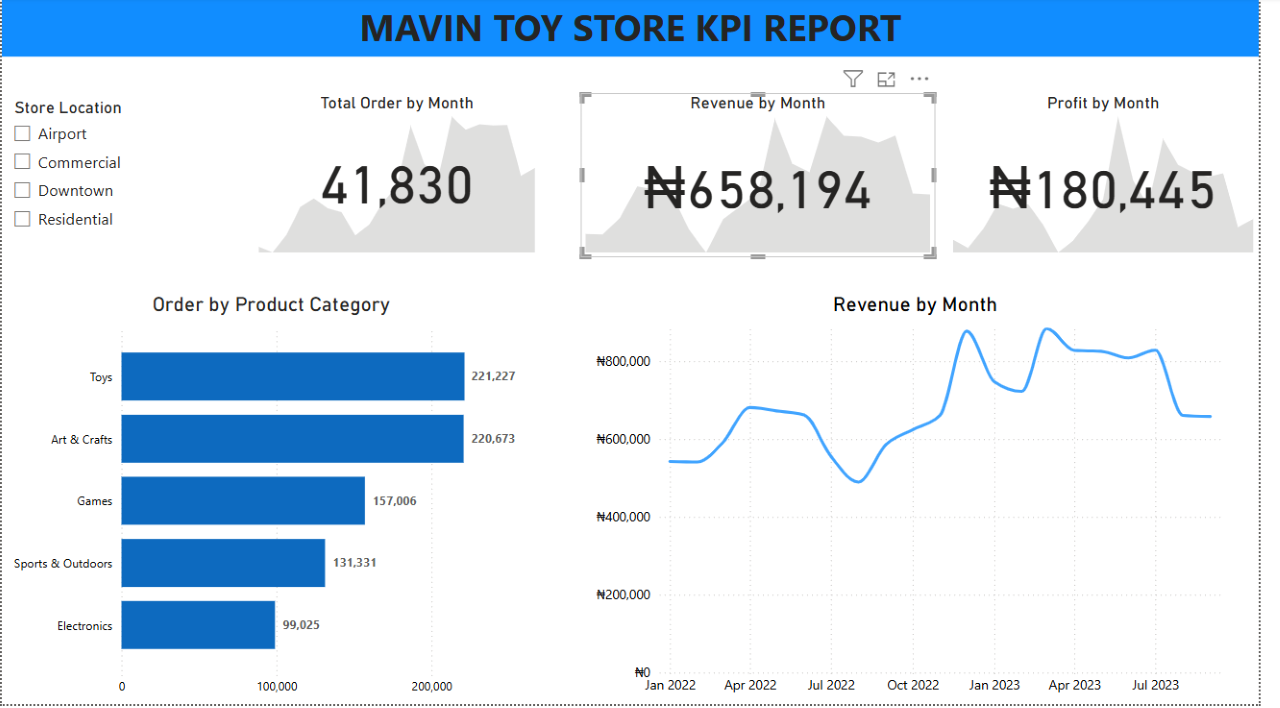 MAVIN TOY STORE KPI REPORT
Store Location
Airport
Commercial
Downtown
Residential
Total Order by Month
41,830
Revenue by Month
₦658,194
Profit by Month
₦180,445
Order by Product Category
Toys
221,227
Art & Crafts
220,673
Games
157,006
Sports & Outdoors
131,331
Electronics
99,025
0
100,000
200,000
Revenue by Month
₦800,000
₦600,000
₦400,000
₦200,000
₦0
Jan 2022
Apr 2022
Jul 2022
Oct 2022
Jan 2023
Apr 2023
Jul 2023